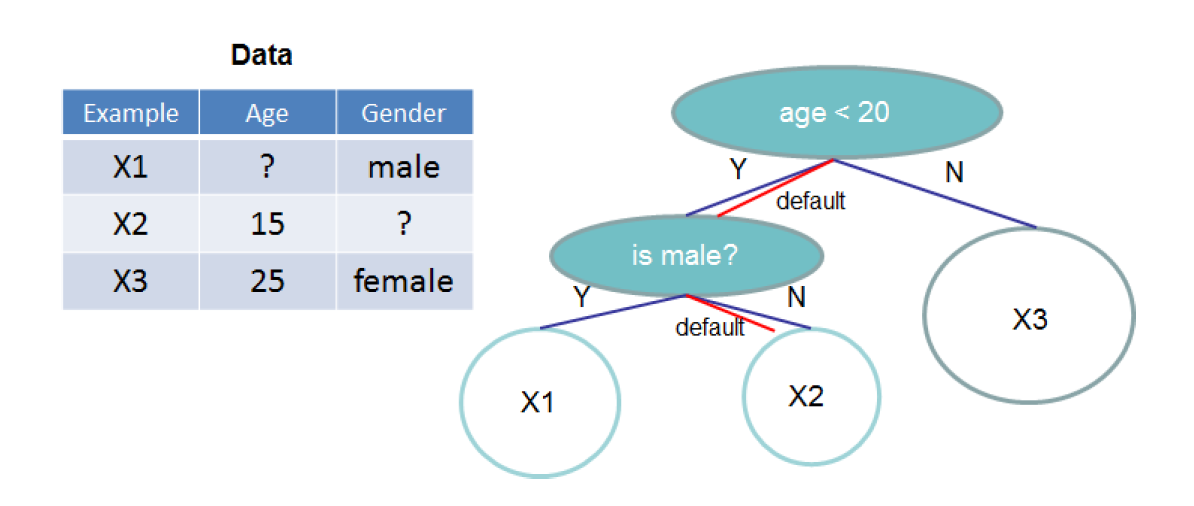 Data
Example Age Gender
X1 ? male
X2 15 ?
X3 25 female
age < 20
Y N
default
is male?
Y N
default
X3
X1 X2